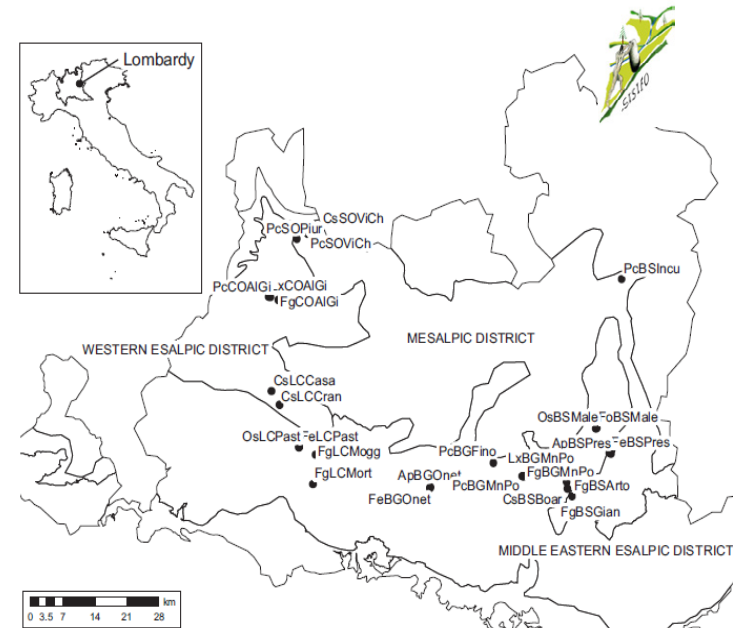 Lombardy
SISIFO
CsSOViCh
PcSOPiur
PcSOViCh
PcBSIncu
PcCOAlGi LxCOAlGi
FgCOAlGi
MESALPIC DISTRICT
WESTERN ESALPIC DISTRICT
CsLCCasa
CsLCCran
OsBSMale FoBSMale
OsLCPast FeLCPast
ApBSPres FeBSPres
FgLCMogg
PcBGFino
LxBGMnPo
FgLCMort
ApBGOnet
FgBGMnPo
PcBGMnPo
FgBSArto
FeBGOnet
CsBSBoar
FgBSGian
MIDDLE EASTERN ESALPIC DISTRICT
km
0 3.5 7 14 21 28